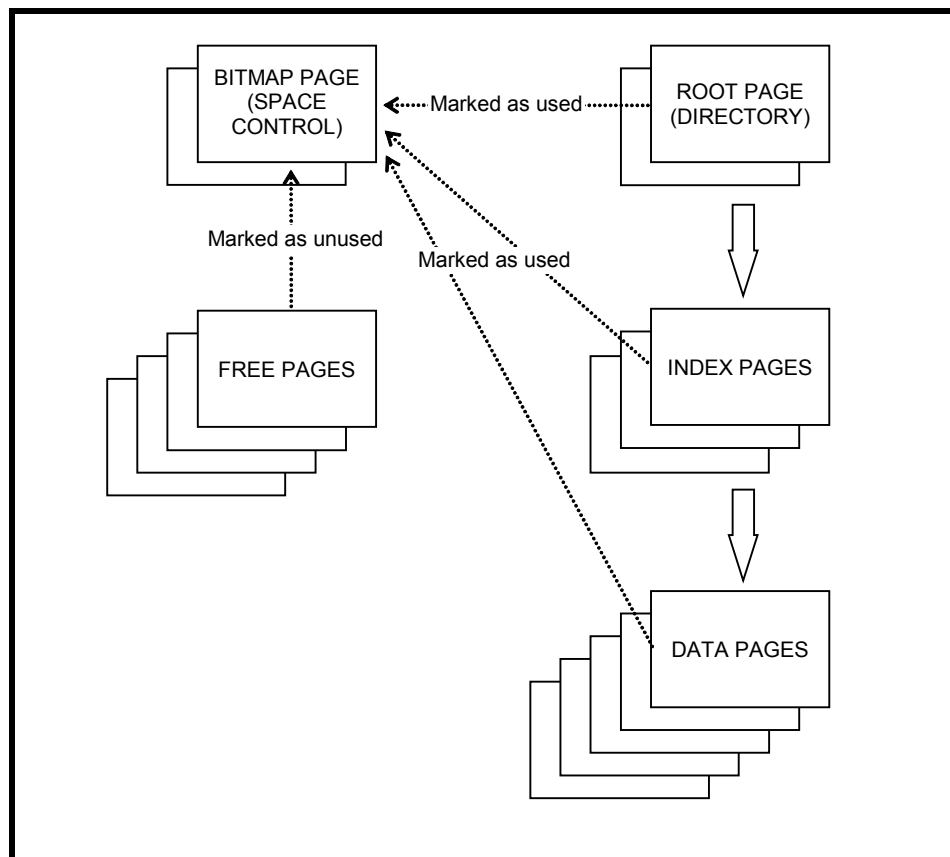 BITMAP PAGE
(SPACE
CONTROL)
Marked as used
ROOT PAGE
(DIRECTORY)
Marked as unused
Marked as used
FREE PAGES
INDEX PAGES
DATA PAGES